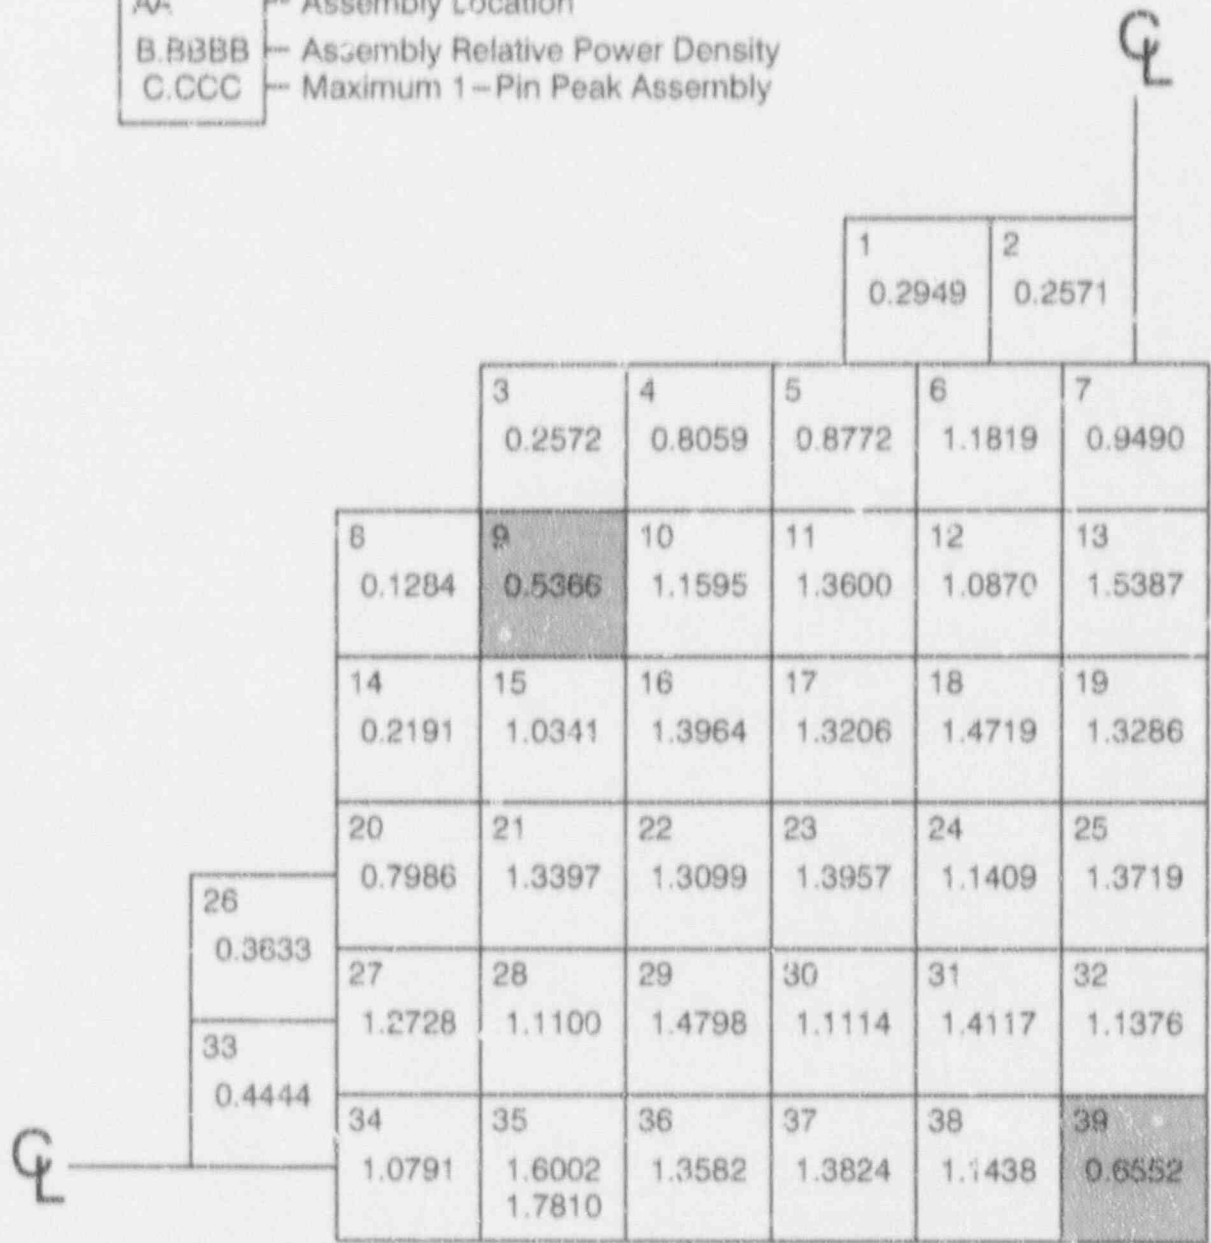 AA Assembly Location
B.BBBB Assembly Relative Power Density
C.CCC Maximum 1-Pin Peak Assembly
CL
1 2
0.2949 0.2571
3 4 5 6 7
0.2572 0.8059 0.8772 1.1819 0.9490
8 9 10 11 12 13
0.1284 0.5366 1.1595 1.3600 1.0870 1.5387
14 15 16 17 18 19
0.2191 1.0341 1.3964 1.3206 1.4719 1.3286
20 21 22 23 24 25
0.7986 1.3397 1.3099 1.3957 1.1409 1.3719
26
0.3633
27 28 29 30 31 32
1.2728 1.1100 1.4798 1.1114 1.4117 1.1376
33
0.4444
34 35 36 37 38 39
1.0791 1.6002 1.3582 1.3824 1.1438 0.6552
1.7810
CL